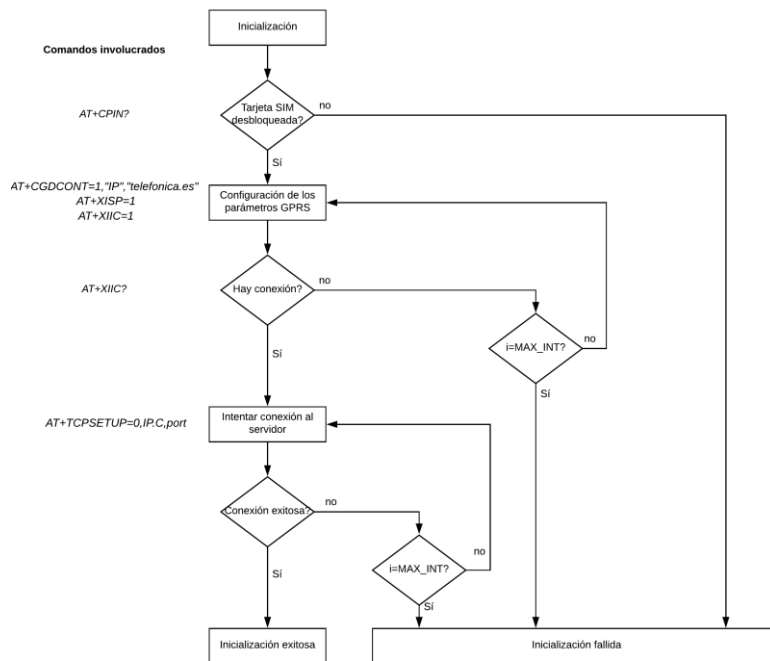 Inicialización
Comandos involucrados
AT+CPIN?
Tarjeta SIM
desbloqueada?
no
Sí
AT+CGDCONT=1,"IP","telefonica.es"
AT+XISP=1
AT+XIIC=1
Configuración de los
parámetros GPRS
AT+XIIC?
Hay conexión?
no
i=MAX_INT?
no
Sí
Sí
AT+TCPSETUP=0,IP.C,port
Intentar conexión al
servidor
Conexión exitosa?
no
i=MAX_INT?
no
Sí
Sí
Inicialización exitosa
Inicialización fallida